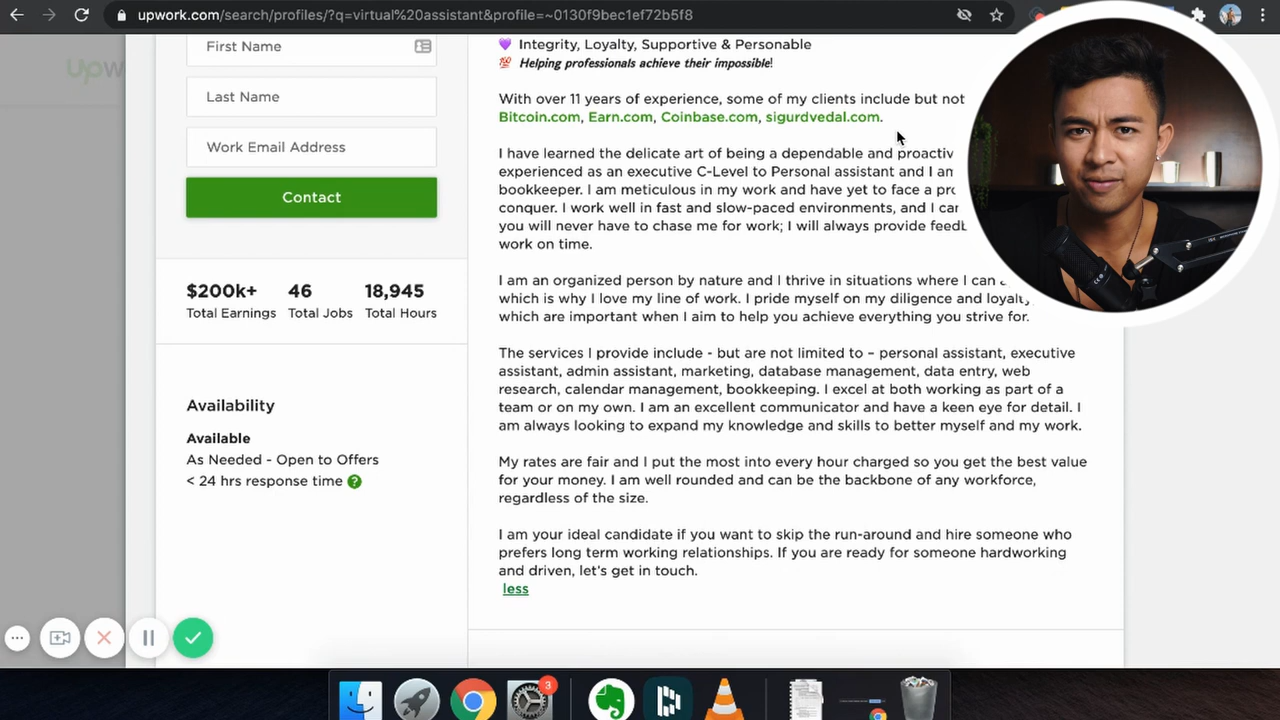 upwork.com/search/profiles/?q=virtual%20assistant&profile=~0130f9bec1ef72b5f8
upw
First Name
Last Name
Work Email Address
Contact
$200k+ 46 18,945
Total Earnings Total Jobs Total Hours
Availability
Available
As Needed - Open to Offers
< 24 hrs response time ?
💜 Integrity, Loyalty, Supportive & Personable
💯 Helping professionals achieve their impossible!
With over 11 years of experience, some of my clients include but not
Bitcoin.com, Earn.com, Coinbase.com, sigurdvedal.com.
I have learned the delicate art of being a dependable and proactiv
experienced as an executive C-Level to Personal assistant and I am
bookkeeper. I am meticulous in my work and have yet to face a pro
conquer. I work well in fast and slow-paced environments, and I can
you will never have to chase me for work; I will always provide feedb
work on time.
I am an organized person by nature and I thrive in situations where I can
which is why I love my line of work. I pride myself on my diligence and loyalty
which are important when I aim to help you achieve everything you strive for.
The services I provide include - but are not limited to – personal assistant, executive
assistant, admin assistant, marketing, database management, data entry, web
research, calendar management, bookkeeping. I excel at both working as part of a
team or on my own. I am an excellent communicator and have a keen eye for detail. I
am always looking to expand my knowledge and skills to better myself and my work.
My rates are fair and I put the most into every hour charged so you get the best value
for your money. I am well rounded and can be the backbone of any workforce,
regardless of the size.
I am your ideal candidate if you want to skip the run-around and hire someone who
prefers long term working relationships. If you are ready for someone hardworking
and driven, let's get in touch.
less
3